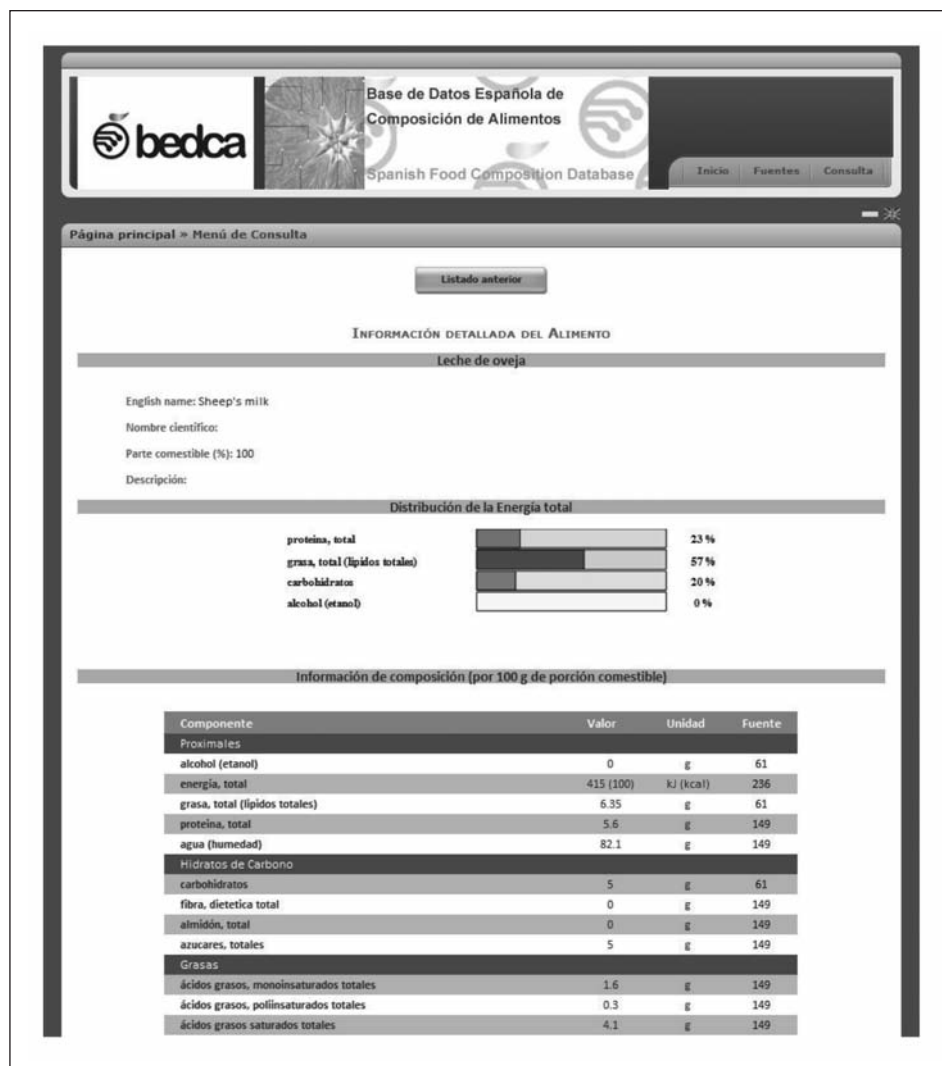 bedca
Base de Datos Española de
Composición de Alimentos
Spanish Food Composition Database
Inicio Fuentes Consulta
Página principal » Menú de Consulta
Listado anterior
INFORMACIÓN DETALLADA DEL ALIMENTO
Leche de oveja
English name: Sheep's milk
Nombre científico:
Parte comestible (%): 100
Descripción:
Distribución de la Energía total
proteina, total 23 %
grasa, total (lipidos totales) 57 %
carbohidratos 20 %
alcohol (etanol) 0 %
Información de composición (por 100 g de porción comestible)
Componente Valor Unidad Fuente
Proximales
alcohol (etanol) 0 g 61
energía, total 415 (100) kJ (kcal) 236
grasa, total (lipidos totales) 6.35 g 61
proteina, total 5.6 g 149
agua (humedad) 82.1 g 149
Hidratos de Carbono
carbohidratos 5 g 61
fibra, dietetica total 0 g 149
almidón, total 0 g 149
azucares, totales 5 g 149
Grasas
ácidos grasos, monoinsaturados totales 1.6 g 149
ácidos grasos, poliinsaturados totales 0.3 g 149
ácidos grasos saturados totales 4.1 g 149